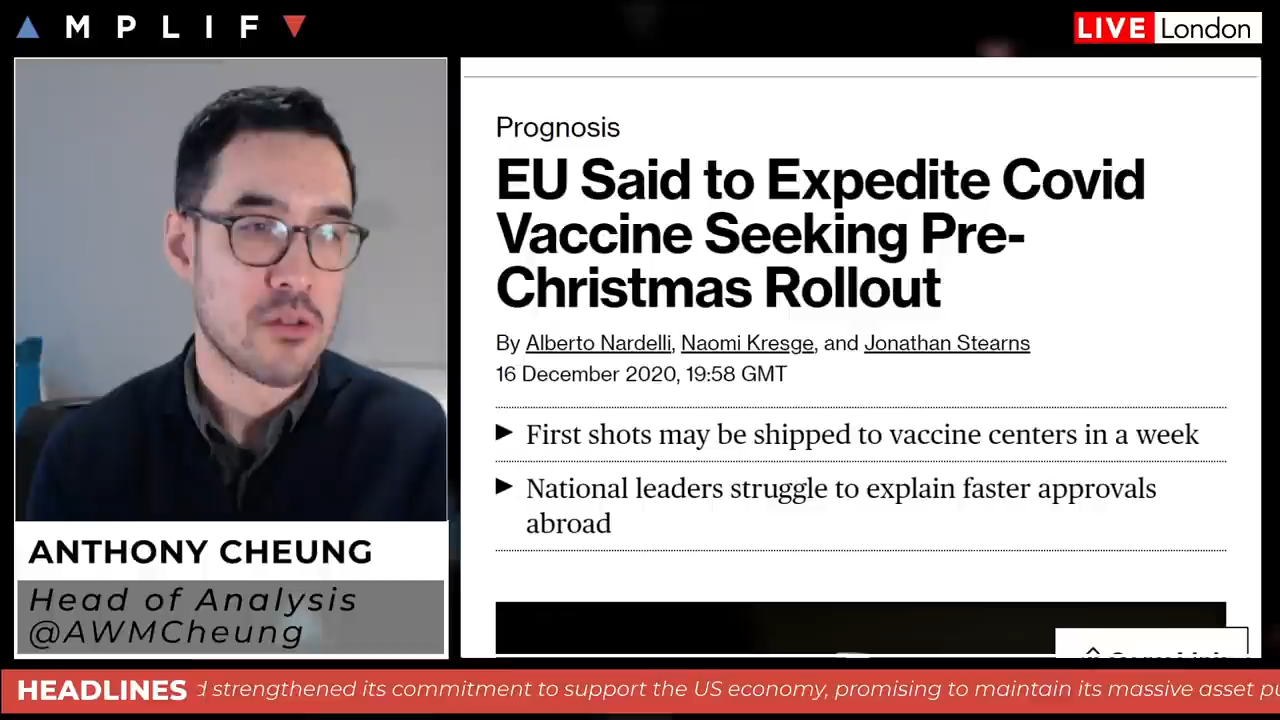 AMPLIFY
LIVE London
Prognosis
EU Said to Expedite Covid
Vaccine Seeking Pre-
Christmas Rollout
By Alberto Nardelli, Naomi Kresge, and Jonathan Stearns
16 December 2020, 19:58 GMT
► First shots may be shipped to vaccine centers in a week
► National leaders struggle to explain faster approvals
abroad
ANTHONY CHEUNG
Head of Analysis
@AWMCheung
HEADLINES strengthened its commitment to support the US economy, promising to maintain its massive asset